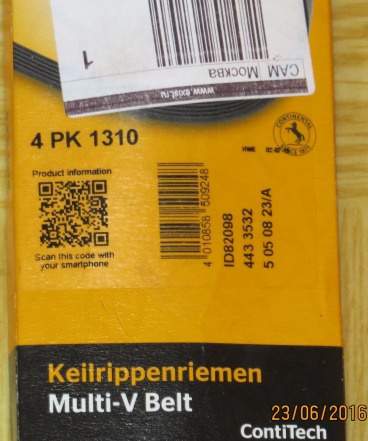 1
САМ Москва
www.exist.ru
4 PK 1310
CONTINENTAL
Product information
Scan this code with
your smartphone
4 010858 509248
ID82098
443 3532
5 05 08 23/A
Keilrippenriemen
Multi-V Belt
ContiTech
23/06/2016